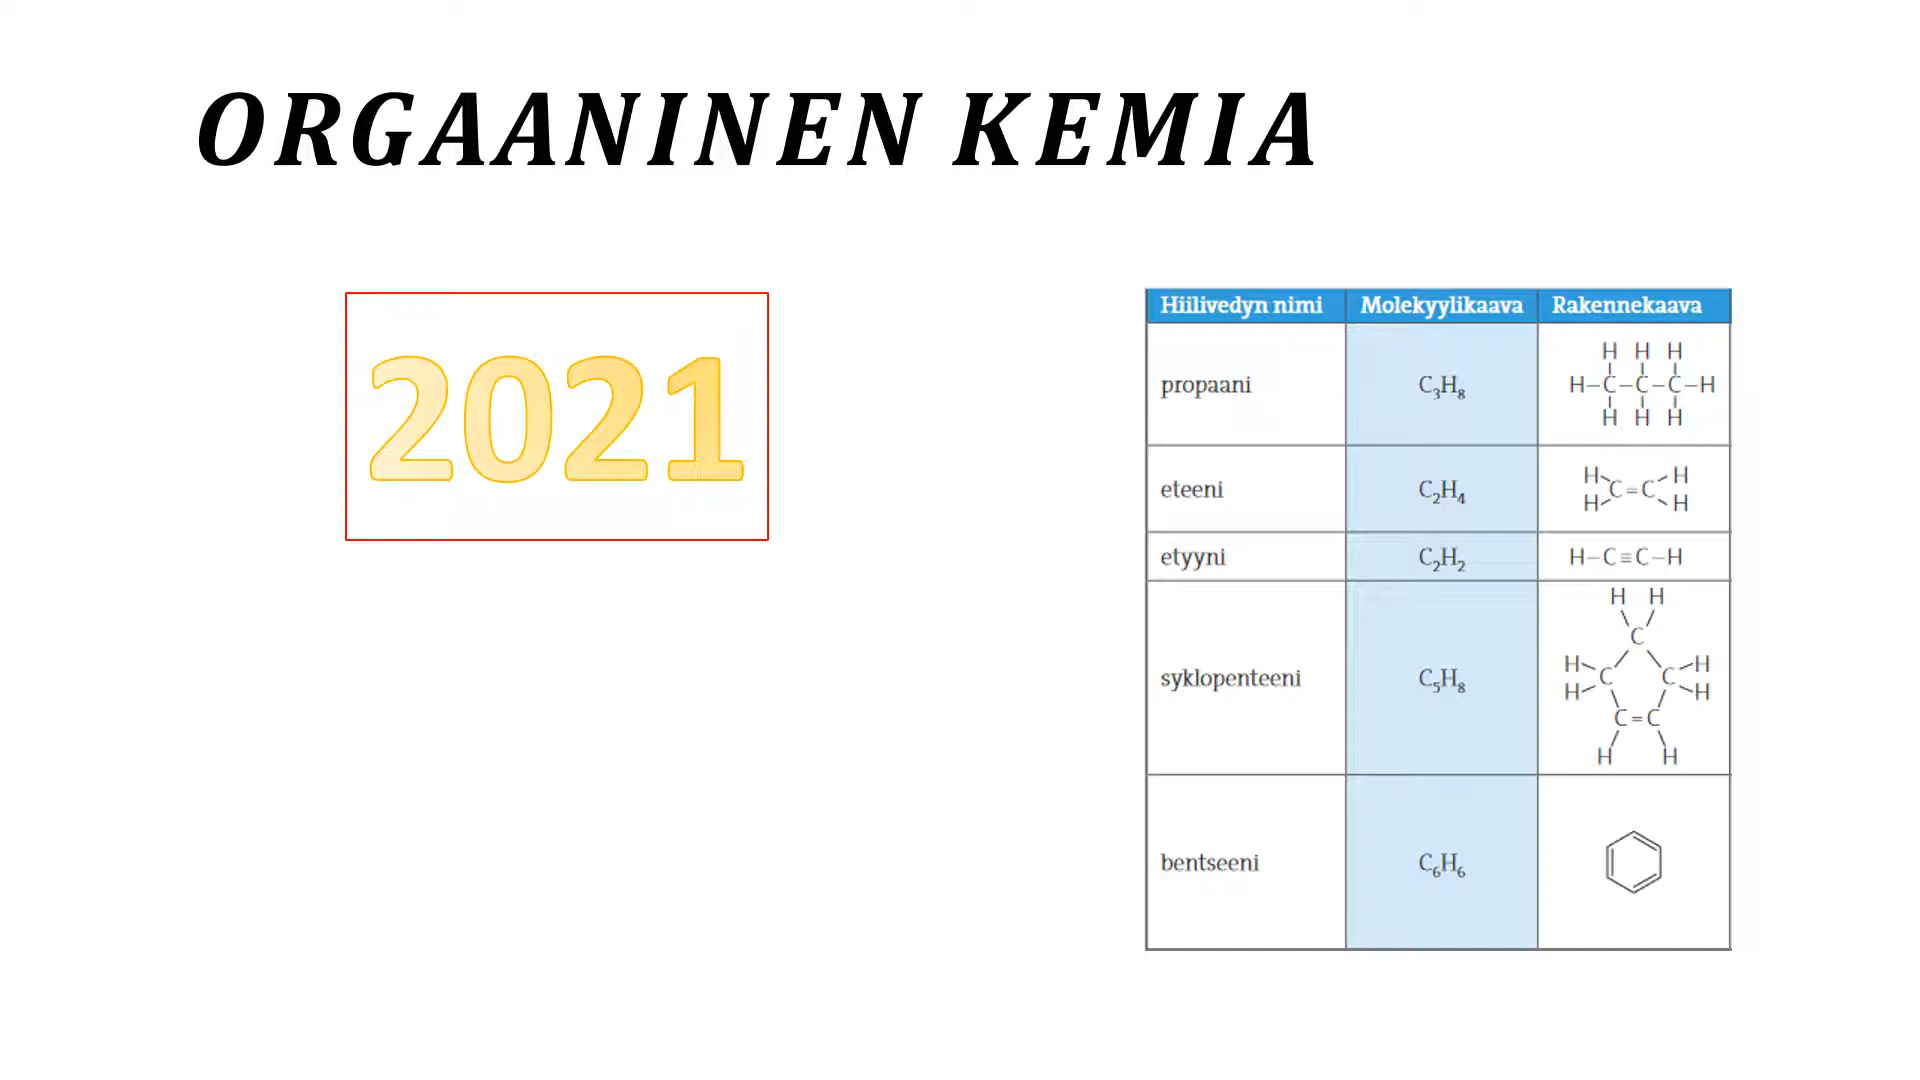 ORGAANINEN KEMIA
2021
Hiilivedyn nimi Molekyylikaava Rakennekaava
propaani C₃H₈
H H H
H–C–C–C–H
H H H
eteeni C₂H₄
H H
C=C
H H
etyyni C₂H₂ H–C≡C–H
syklopenteeni C₅H₈
H H
C
H H
C C
H H
C=C
H H
bentseeni C₆H₆